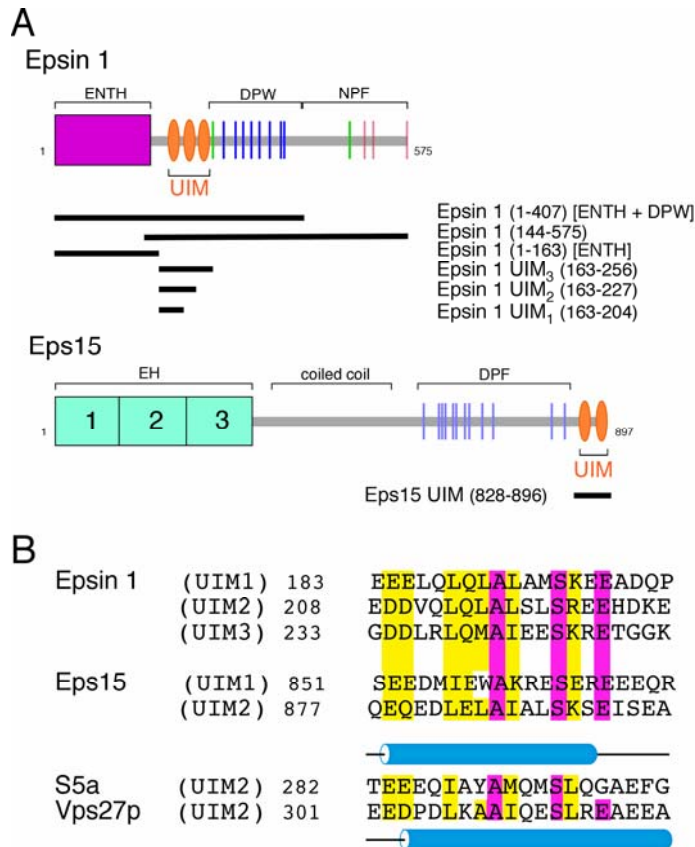 A
Epsin 1
ENTH DPW NPF
1 575
UIM
Epsin 1 (1-407) [ENTH + DPW]
Epsin 1 (144-575)
Epsin 1 (1-163) [ENTH]
Epsin 1 UIM3 (163-256)
Epsin 1 UIM2 (163-227)
Epsin 1 UIM1 (163-204)
Eps15
EH coiled coil DPF
1 1 2 3 897
UIM
Eps15 UIM (828-896)
B
Epsin 1 (UIM1) 183 EEELQLQLALAMSKEEADQP
(UIM2) 208 EDDVQLQLALSLSREEHDKE
(UIM3) 233 GDDLRLQMAIEESKRETGGK
Eps15 (UIM1) 851 SEEDMIEWAKRESEREEEQR
(UIM2) 877 QEQEDLELAIALSKSEISEA
S5a (UIM2) 282 TEEEQIAYAMQMSLQGAEFG
Vps27p (UIM2) 301 EEDPDLKAAIQESLREAEEA